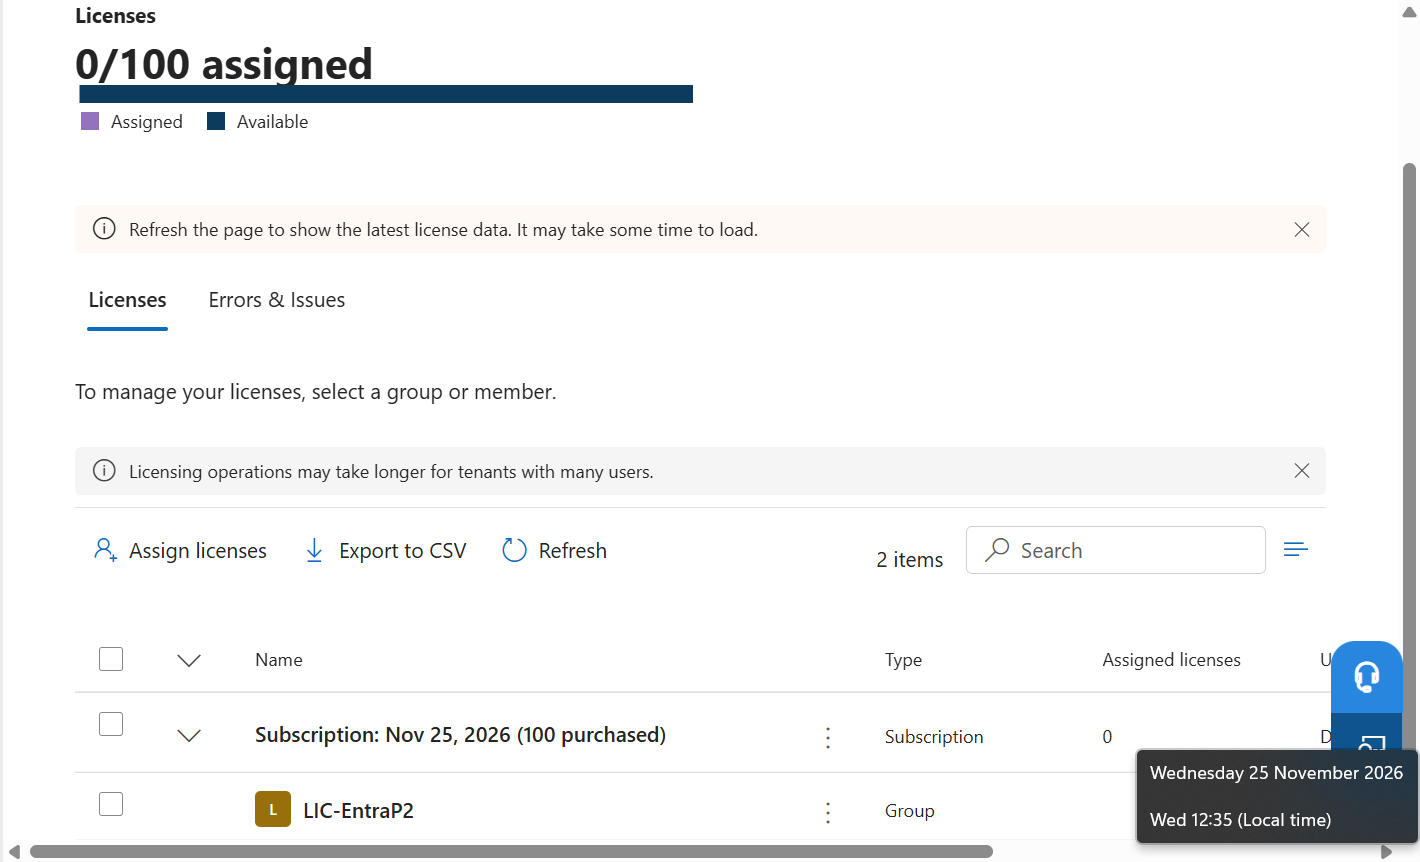 Licenses
0/100 assigned
Assigned Available
Refresh the page to show the latest license data. It may take some time to load.
Licenses Errors & Issues
To manage your licenses, select a group or member.
Licensing operations may take longer for tenants with many users.
Assign licenses Export to CSV Refresh 2 items Search
Name Type Assigned licenses U
Subscription: Nov 25, 2026 (100 purchased) Subscription 0 D
L LIC-EntraP2 Group
Wednesday 25 November 2026
Wed 12:35 (Local time)